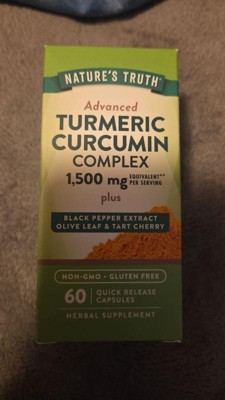 NATURE'S TRUTH®
Advanced
TURMERIC
CURCUMIN
COMPLEX
1,500 mg EQUIVALENT** PER SERVING
plus
BLACK PEPPER EXTRACT
OLIVE LEAF & TART CHERRY
NON-GMO • GLUTEN FREE
60 QUICK RELEASE CAPSULES
HERBAL SUPPLEMENT